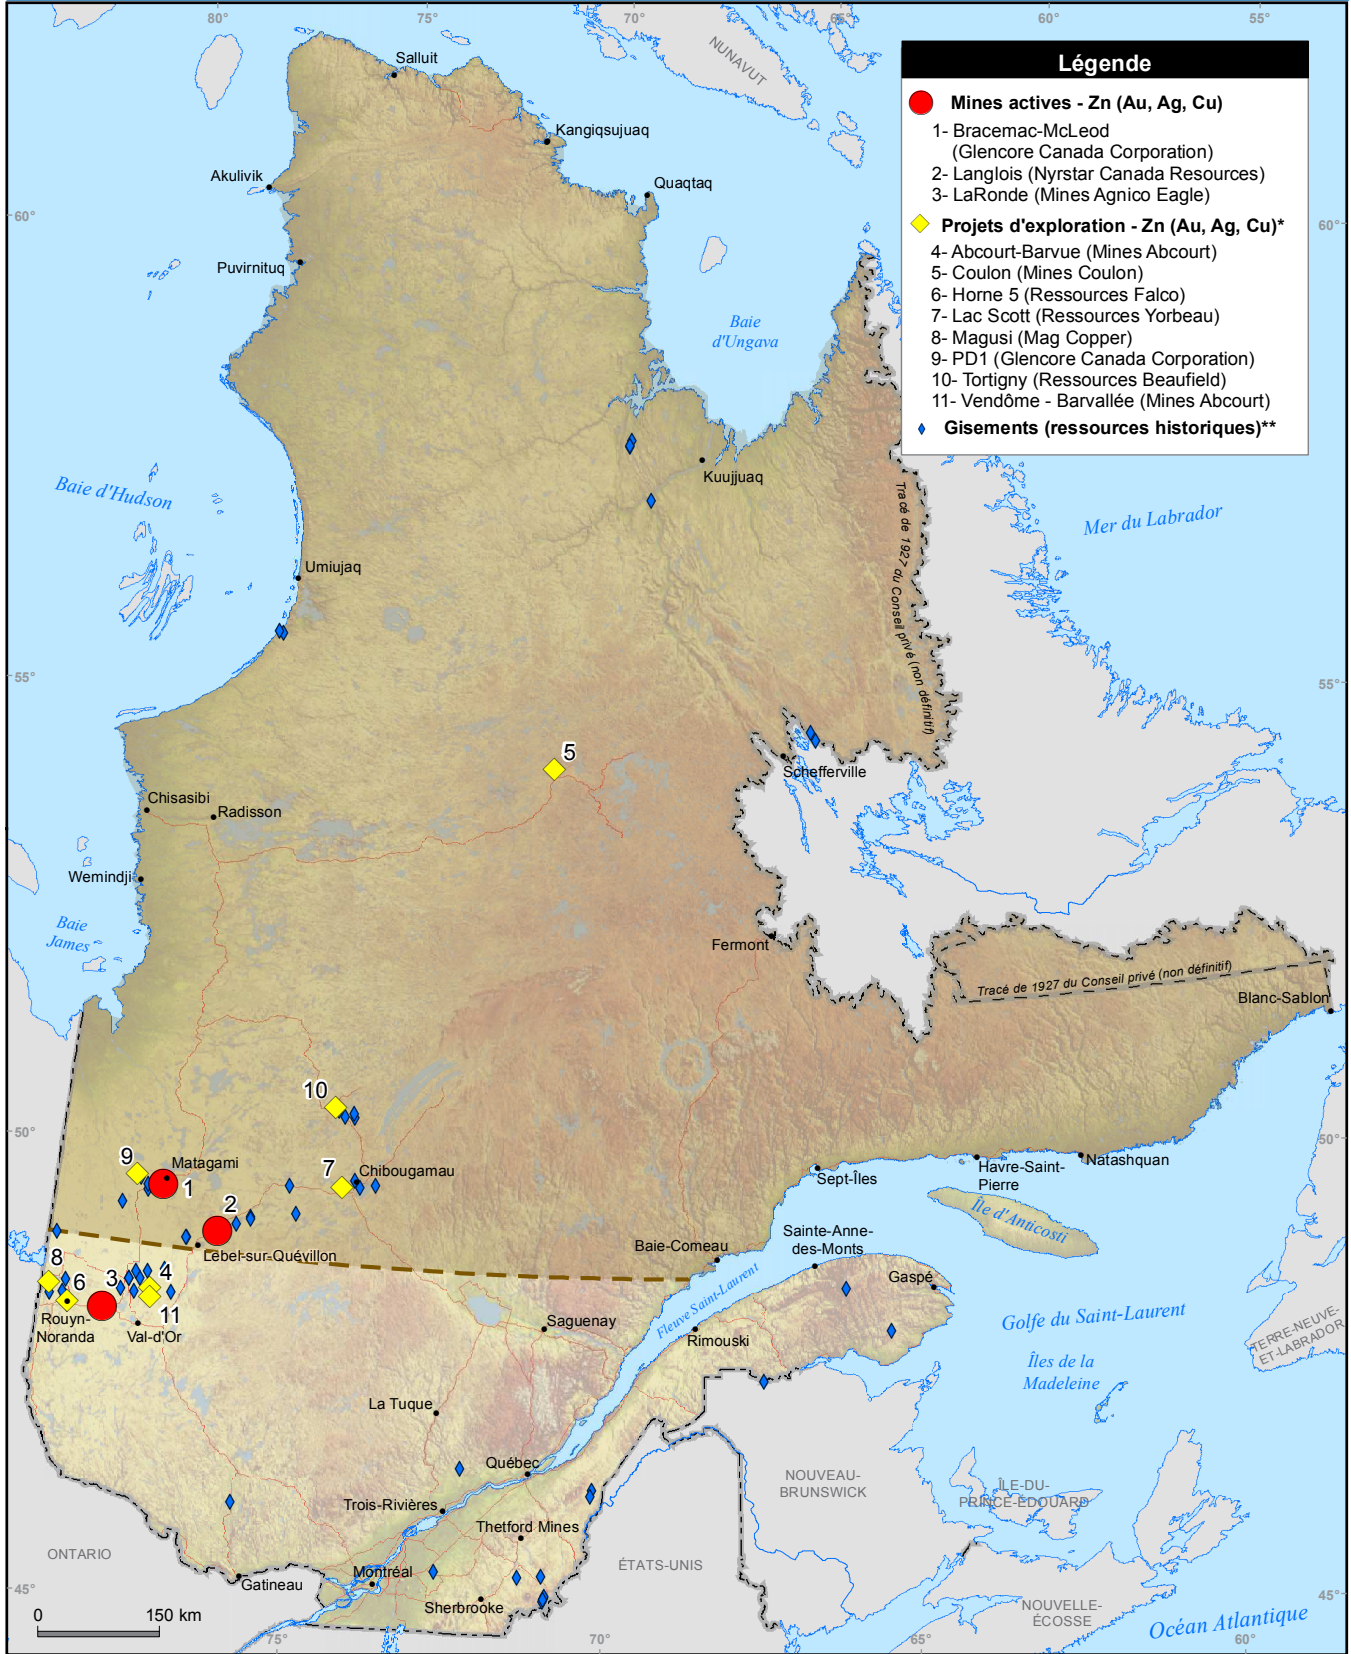 80°
75°
70°
65°
60°
55°
Légende
Mines actives - Zn (Au, Ag, Cu)
1- Bracemac-McLeod
(Glencore Canada Corporation)
2- Langlois (Nyrstar Canada Resources)
3- LaRonde (Mines Agnico Eagle)
Projets d'exploration - Zn (Au, Ag, Cu)*
4- Abcourt-Barvue (Mines Abcourt)
5- Coulon (Mines Coulon)
6- Horne 5 (Ressources Falco)
7- Lac Scott (Ressources Yorbeau)
8- Magusi (Mag Copper)
9- PD1 (Glencore Canada Corporation)
10- Tortigny (Ressources Beaufield)
11- Vendôme - Barvallée (Mines Abcourt)
Gisements (ressources historiques)**
NUNAVUT
Salluit
Kangiqsujuaq
Akulivik
Quaqtaq
60°
60°
Puvirnituq
Baie
d'Ungava
Kuujjuaq
Baie d'Hudson
Mer du Labrador
Tracé de 1927 du Conseil privé (non définitif)
Umiujaq
55°
55°
5
Schefferville
Chisasibi
Radisson
Wemindji
Baie
James
Fermont
Tracé de 1927 du Conseil privé (non définitif)
Blanc-Sablon
10
50°
50°
9
Matagami
1
7
Chibougamau
Sept-Îles
Havre-Saint-
Pierre
Natashquan
2
Île d'Anticosti
Lebel-sur-Quévillon
Baie-Comeau
Sainte-Anne-
des-Monts
8
6
3
4
11
Gaspé
Rouyn-
Noranda
Val-d'Or
Saguenay
Fleuve Saint-Laurent
Rimouski
Golfe du Saint-Laurent
TERRE-NEUVE-
ET-LABRADOR
Îles de la
Madeleine
La Tuque
Québec
NOUVEAU-
BRUNSWICK
ÎLE-DU-
PRINCE-ÉDOUARD
Trois-Rivières
Thetford Mines
ONTARIO
ÉTATS-UNIS
Gatineau
Montréal
Sherbrooke
45°
45°
NOUVELLE-
ÉCOSSE
Océan Atlantique
0
150 km
75°
70°
65°
60°